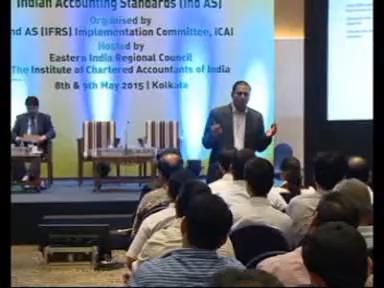 Indian Accounting Standards [Ind AS]
Organised by
nd AS [IFRS] Implementation Committee, ICAI
Hosted by
Eastern India Regional Council
The Institute of Chartered Accountants of India
8th & 9th May 2015 | Kolkata